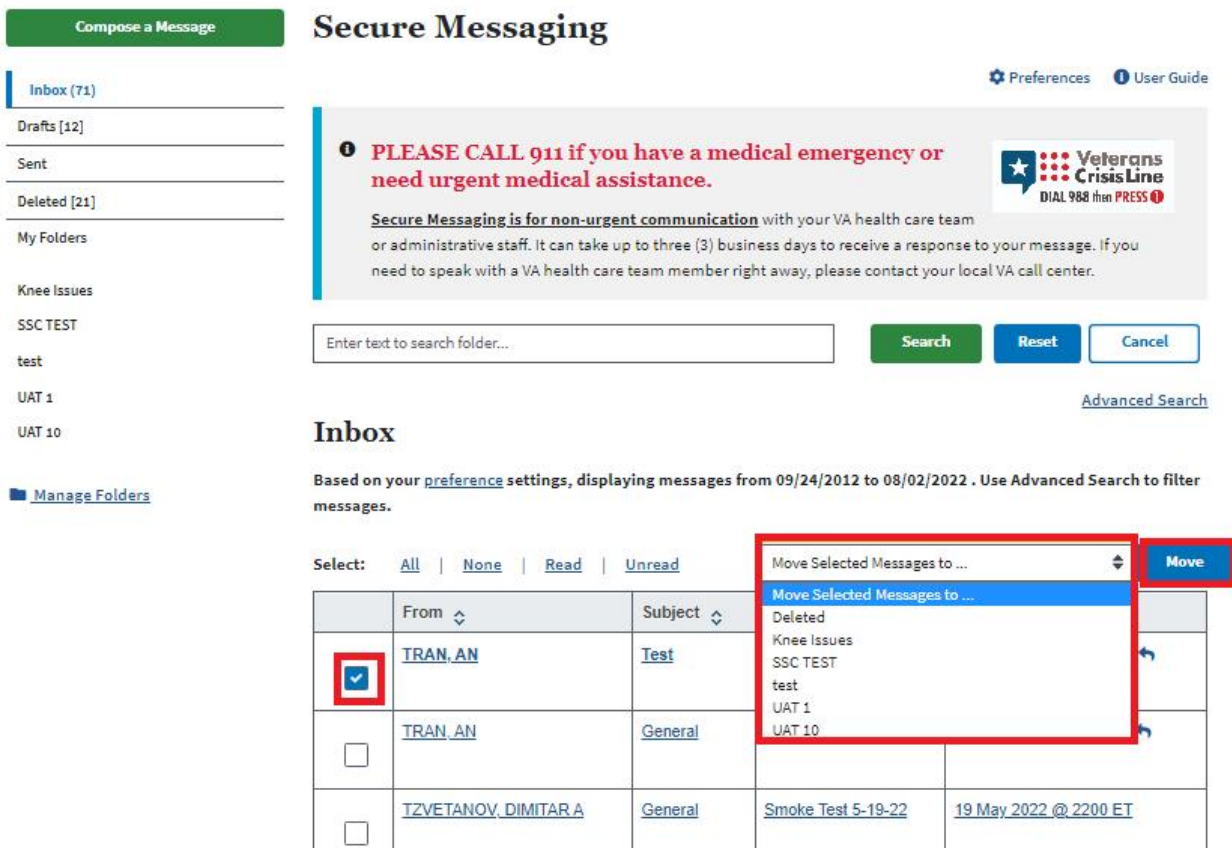 Compose a Message
Inbox (71)
Drafts [12]
Sent
Deleted [21]
My Folders
Knee Issues
SSC TEST
test
UAT 1
UAT 10
Manage Folders
Secure Messaging
Preferences User Guide
PLEASE CALL 911 if you have a medical emergency or
need urgent medical assistance.
Veterans
Crisis Line
DIAL 988 then PRESS 1
Secure Messaging is for non-urgent communication with your VA health care team
or administrative staff. It can take up to three (3) business days to receive a response to your message. If you
need to speak with a VA health care team member right away, please contact your local VA call center.
Enter text to search folder...
Search Reset Cancel
Advanced Search
Inbox
Based on your preference settings, displaying messages from 09/24/2012 to 08/02/2022 . Use Advanced Search to filter
messages.
Select: All | None | Read | Unread Move Selected Messages to ... Move
Move Selected Messages to ...
Deleted
Knee Issues
SSC TEST
test
UAT 1
UAT 10
From Subject
TRAN, AN Test
TRAN, AN General
TZVETANOV, DIMITAR A General Smoke Test 5-19-22 19 May 2022 @ 2200 ET